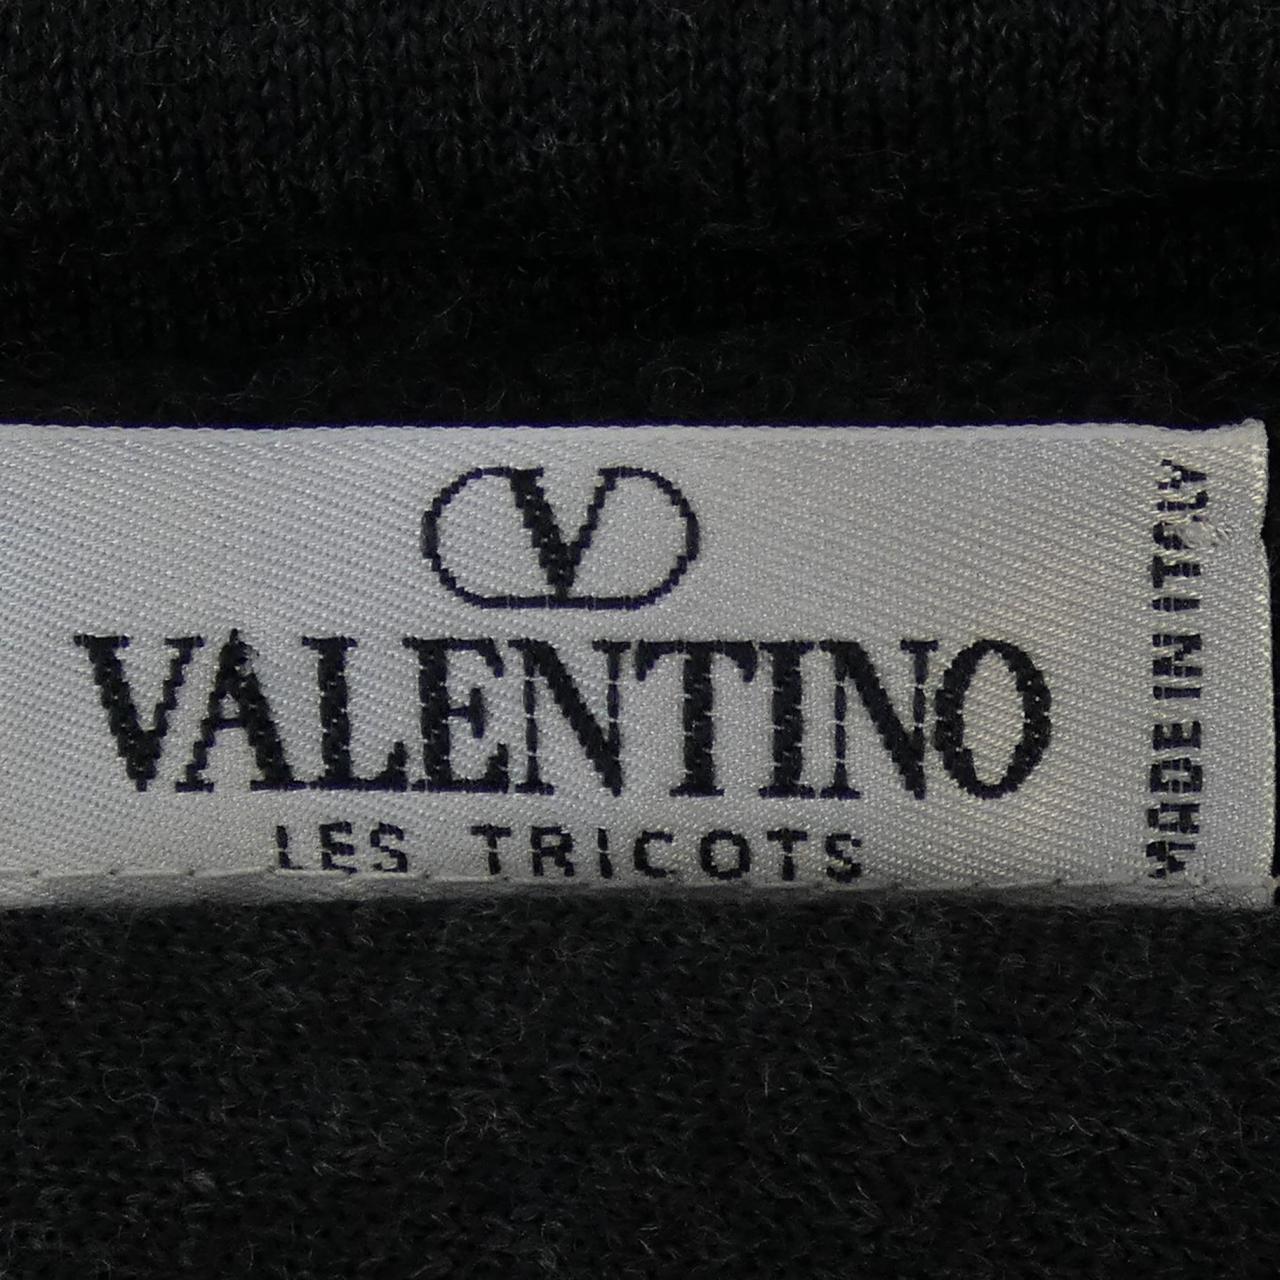 V
VALENTINO
LES TRICOTS
MADE IN ITALY